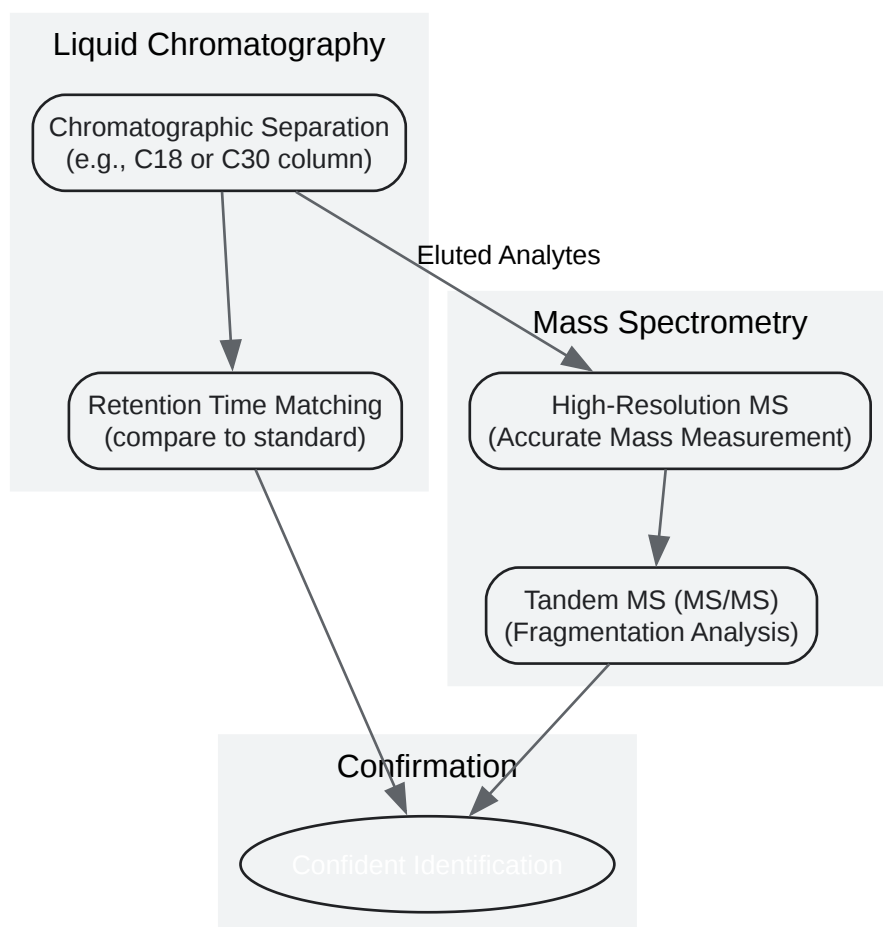 Liquid Chromatography
Chromatographic Separation
(e.g., C18 or C30 column)
Eluted Analytes
Mass Spectrometry
Retention Time Matching
(compare to standard)
High-Resolution MS
(Accurate Mass Measurement)
Tandem MS (MS/MS)
(Fragmentation Analysis)
Confirmation
Confident Identification